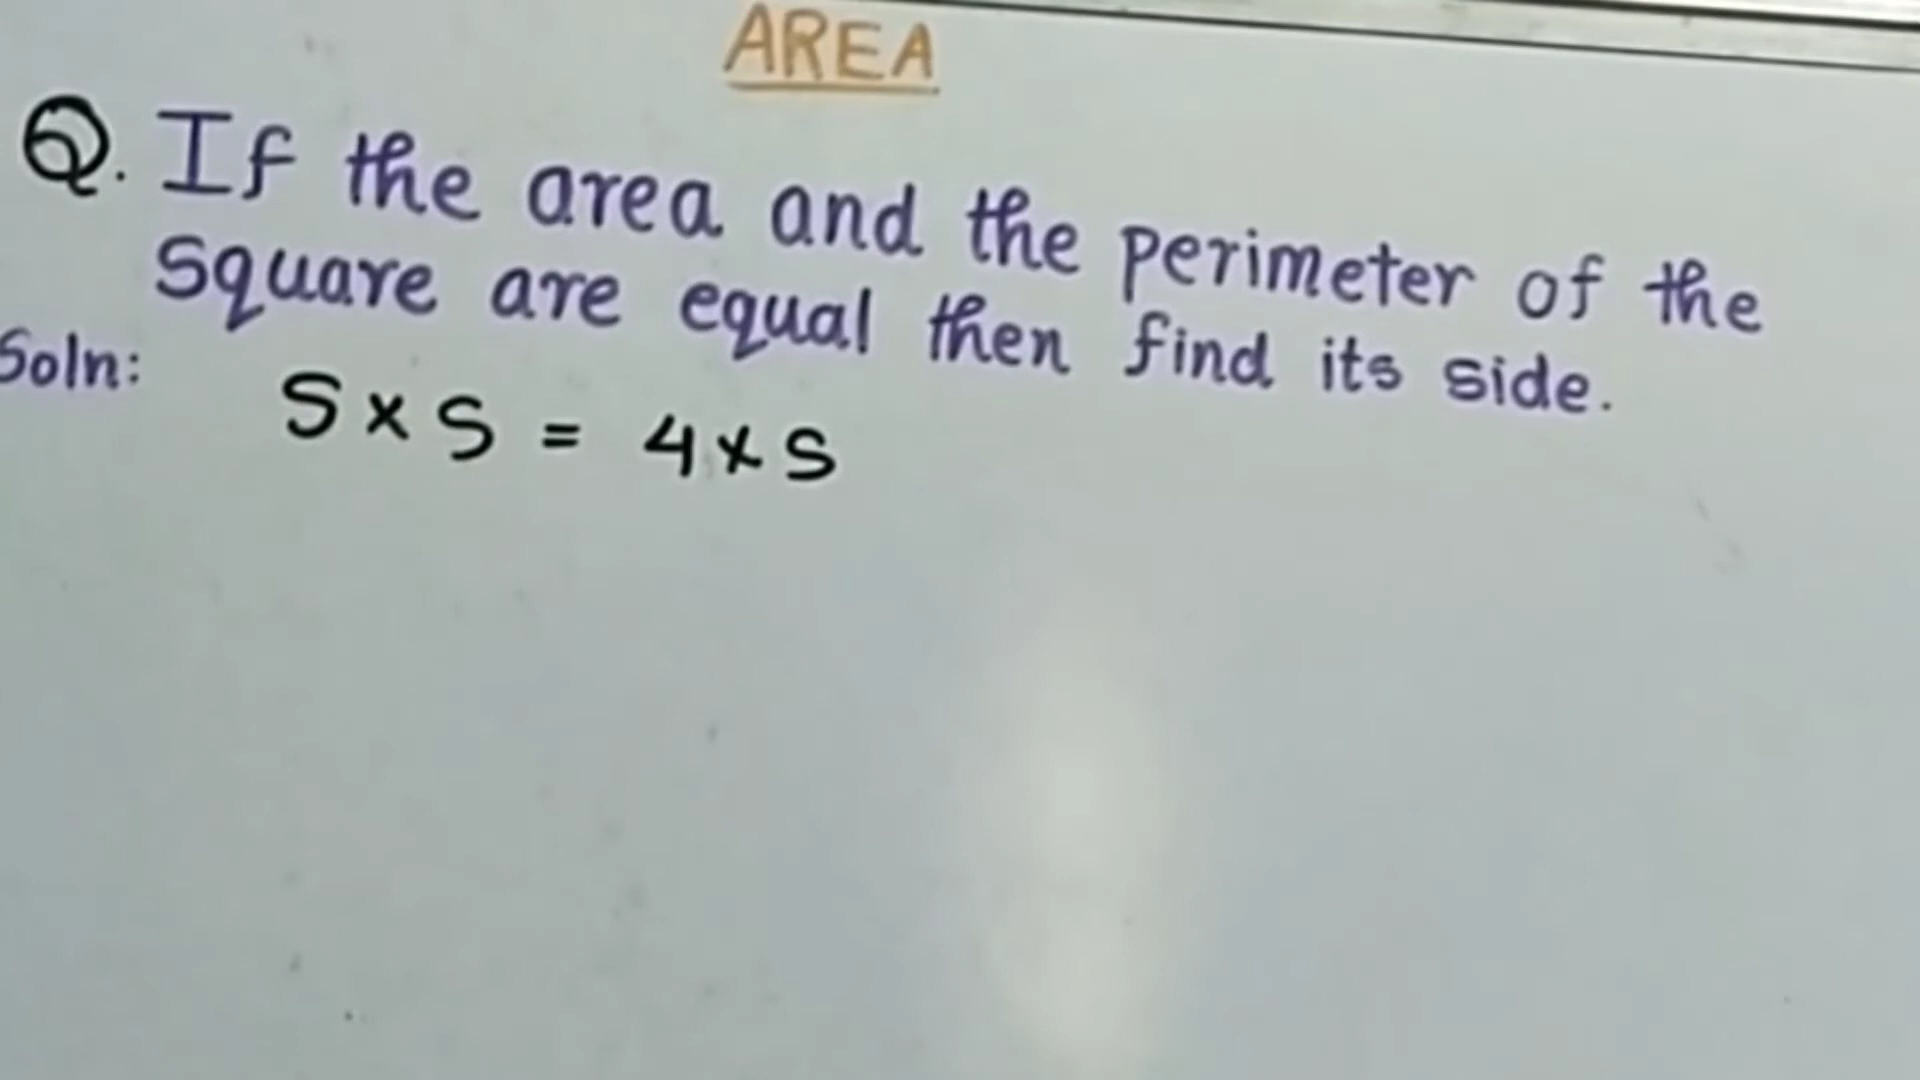 AREA
Q. If the area and the perimeter of the
square are equal then find its side.
Soln:
S × S = 4 × S